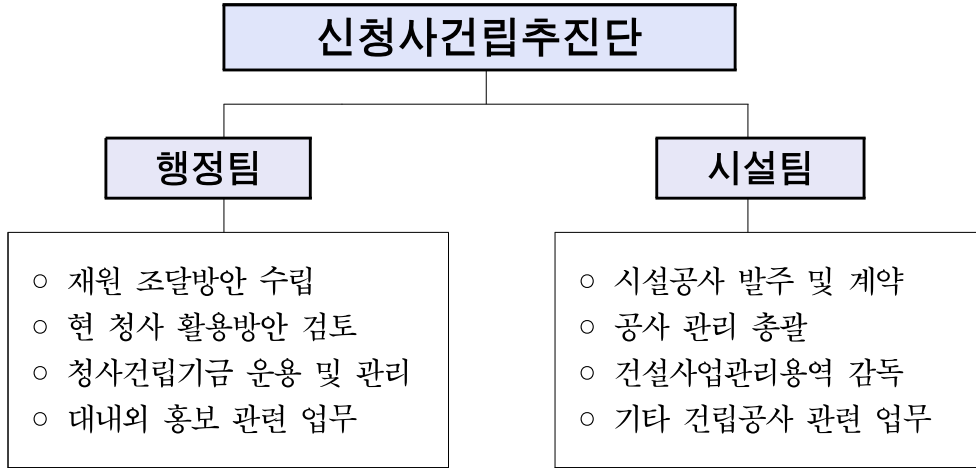 신청사건립추진단
행정팀
○ 재원 조달방안 수립
○ 현 청사 활용방안 검토
○ 청사건립기금 운용 및 관리
○ 대내외 홍보 관련 업무
시설팀
○ 시설공사 발주 및 계약
○ 공사 관리 총괄
○ 건설사업관리용역 감독
○ 기타 건립공사 관련 업무